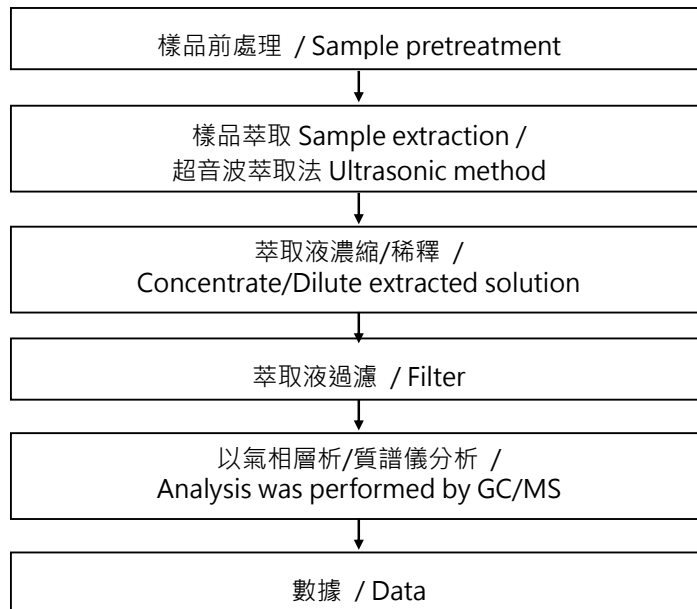 樣品前處理 / Sample pretreatment
樣品萃取 Sample extraction /
超音波萃取法 Ultrasonic method
萃取液濃縮/稀釋 /
Concentrate/Dilute extracted solution
萃取液過濾 / Filter
以氣相層析/質譜儀分析 /
Analysis was performed by GC/MS
數據 / Data